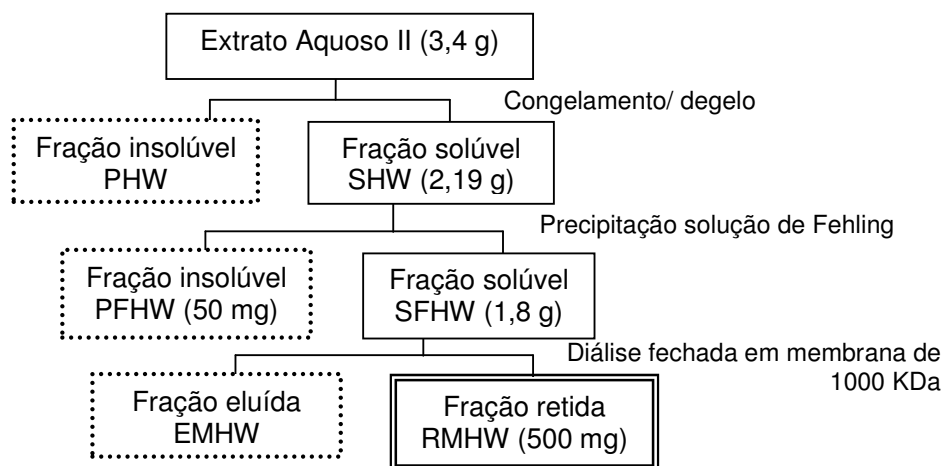 Extrato Aquoso II (3,4 g)
Congelamento/ degelo
Fração insolúvel
PHW
Fração solúvel
SHW (2,19 g)
Precipitação solução de Fehling
Fração insolúvel
PFHW (50 mg)
Fração solúvel
SFHW (1,8 g)
Diálise fechada em membrana de
1000 KDa
Fração eluída
EMHW
Fração retida
RMHW (500 mg)